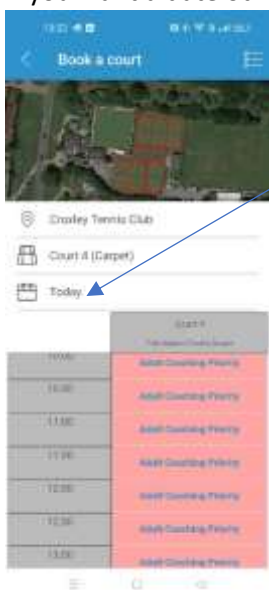 Book a court
Croxley Tennis Club
Court 4 (Carpet)
Today
Court 4
10:00 Adult Coaching Priority
10:30 Adult Coaching Priority
11:00 Adult Coaching Priority
11:30 Adult Coaching Priority
12:00 Adult Coaching Priority
12:30 Adult Coaching Priority
13:00 Adult Coaching Priority